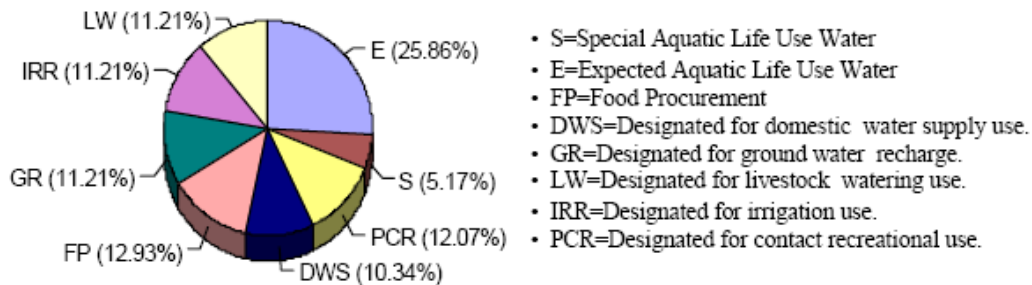 LW (11.21%)
E (25.86%)
IRR (11.21%)
GR (11.21%)
S (5.17%)
FP (12.93%)
PCR (12.07%)
DWS (10.34%)
• S=Special Aquatic Life Use Water
• E=Expected Aquatic Life Use Water
• FP=Food Procurement
• DWS=Designated for domestic water supply use.
• GR=Designated for ground water recharge.
• LW=Designated for livestock watering use.
• IRR=Designated for irrigation use.
• PCR=Designated for contact recreational use.